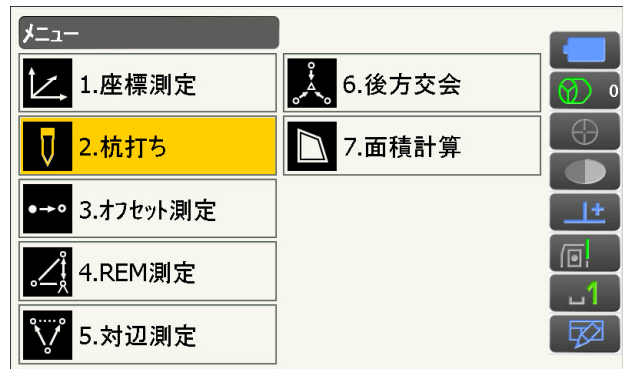 メニュー
1.座標測定
2.杭打ち
3.オフセット測定
4.REM測定
5.対辺測定
6.後方交会
7.面積計算
0
1